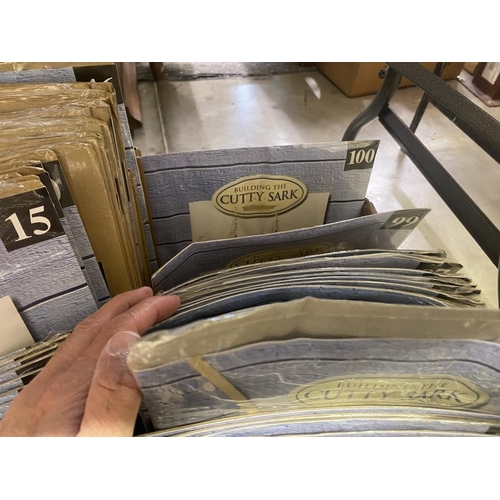 100
BUILDING THE
CUTTY SARK
15
99
BUILDING THE
CUTTY SARK